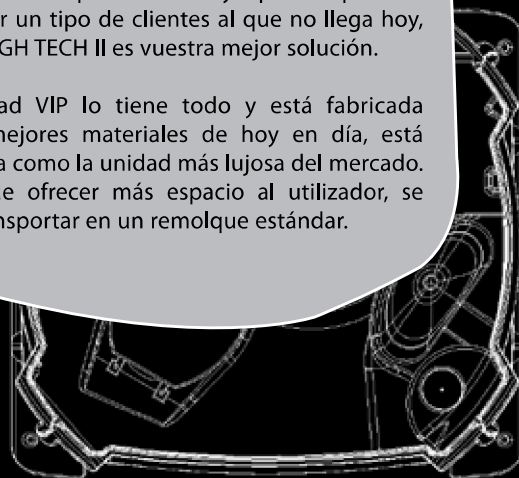 r un tipo de clientes al que no llega hoy,
GH TECH II es vuestra mejor solución.
ad VIP lo tiene todo y está fabricada
nejores materiales de hoy en día, está
a como la unidad más lujosa del mercado.
e ofrecer más espacio al utilizador, se
nsportar en un remolque estándar.